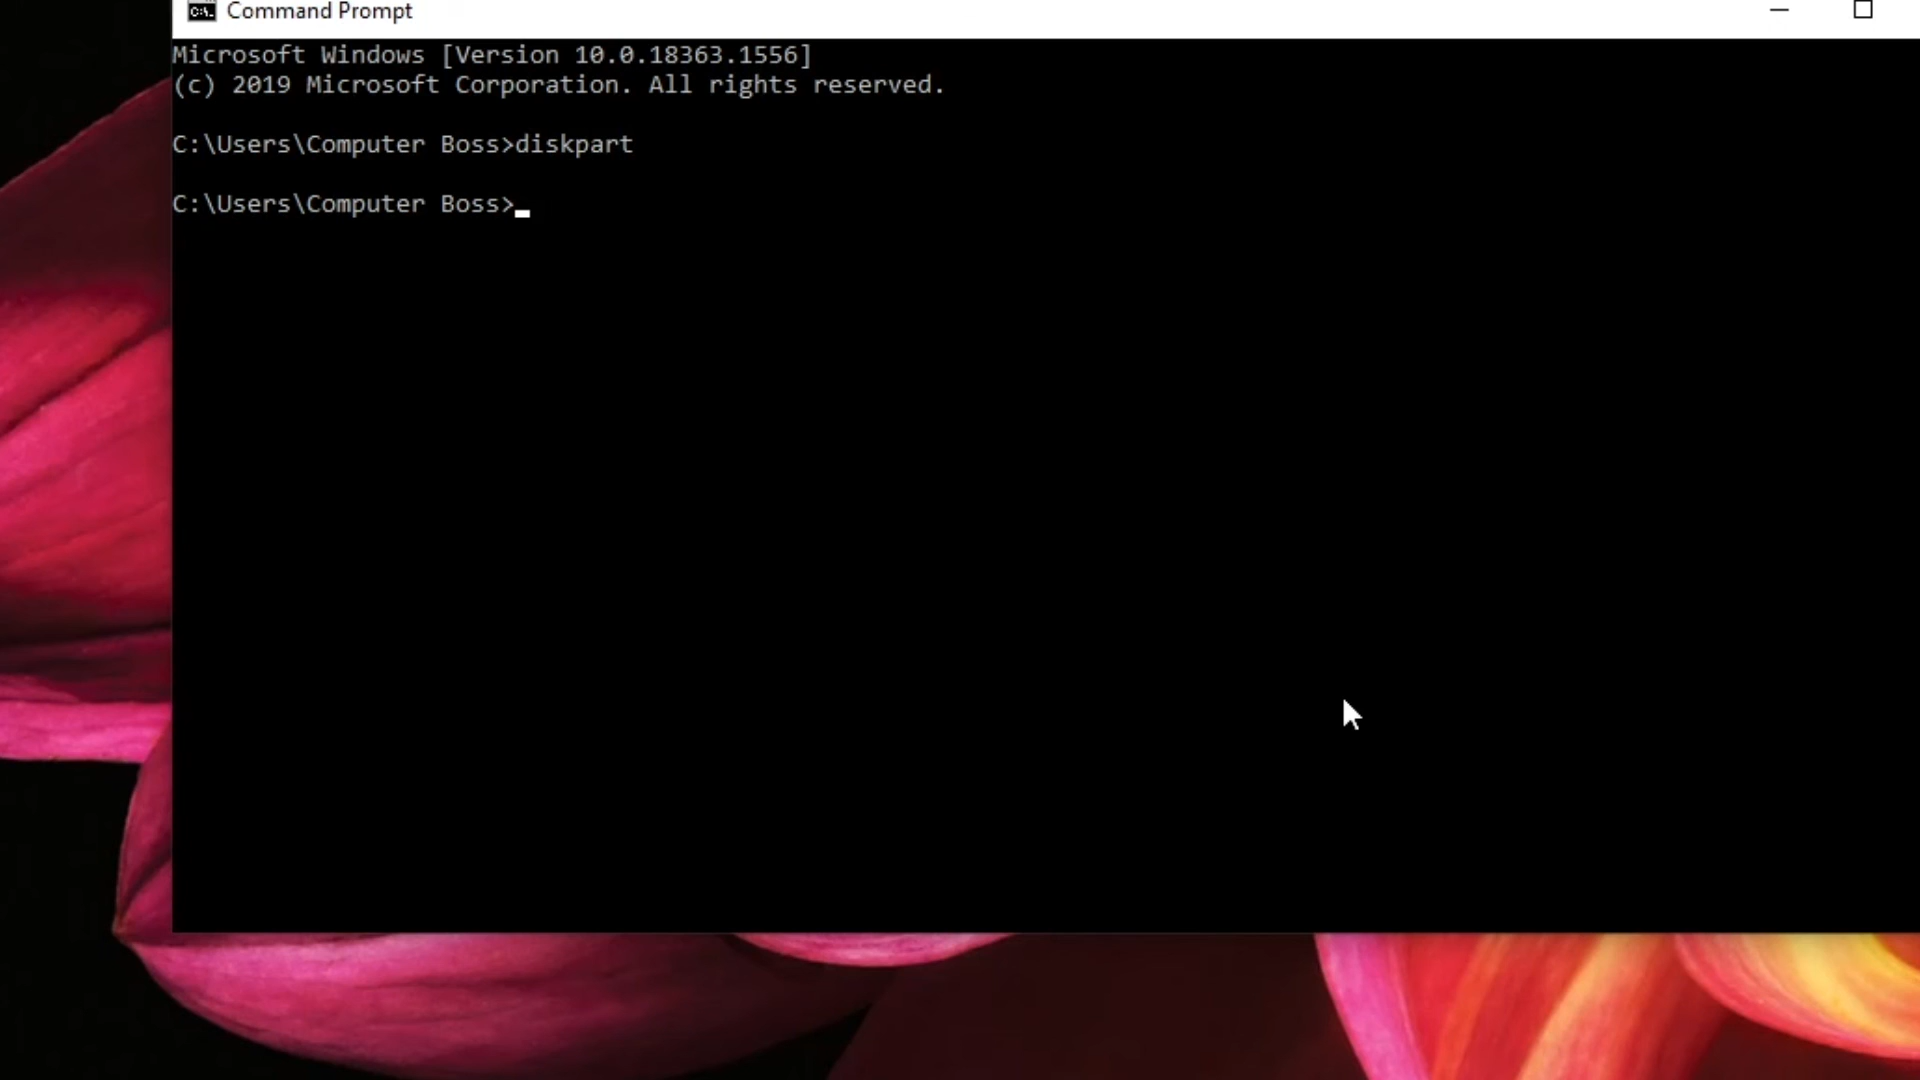 Command Prompt
Microsoft Windows [Version 10.0.18363.1556]
(c) 2019 Microsoft Corporation. All rights reserved.
C:\Users\Computer Boss>diskpart
C:\Users\Computer Boss>